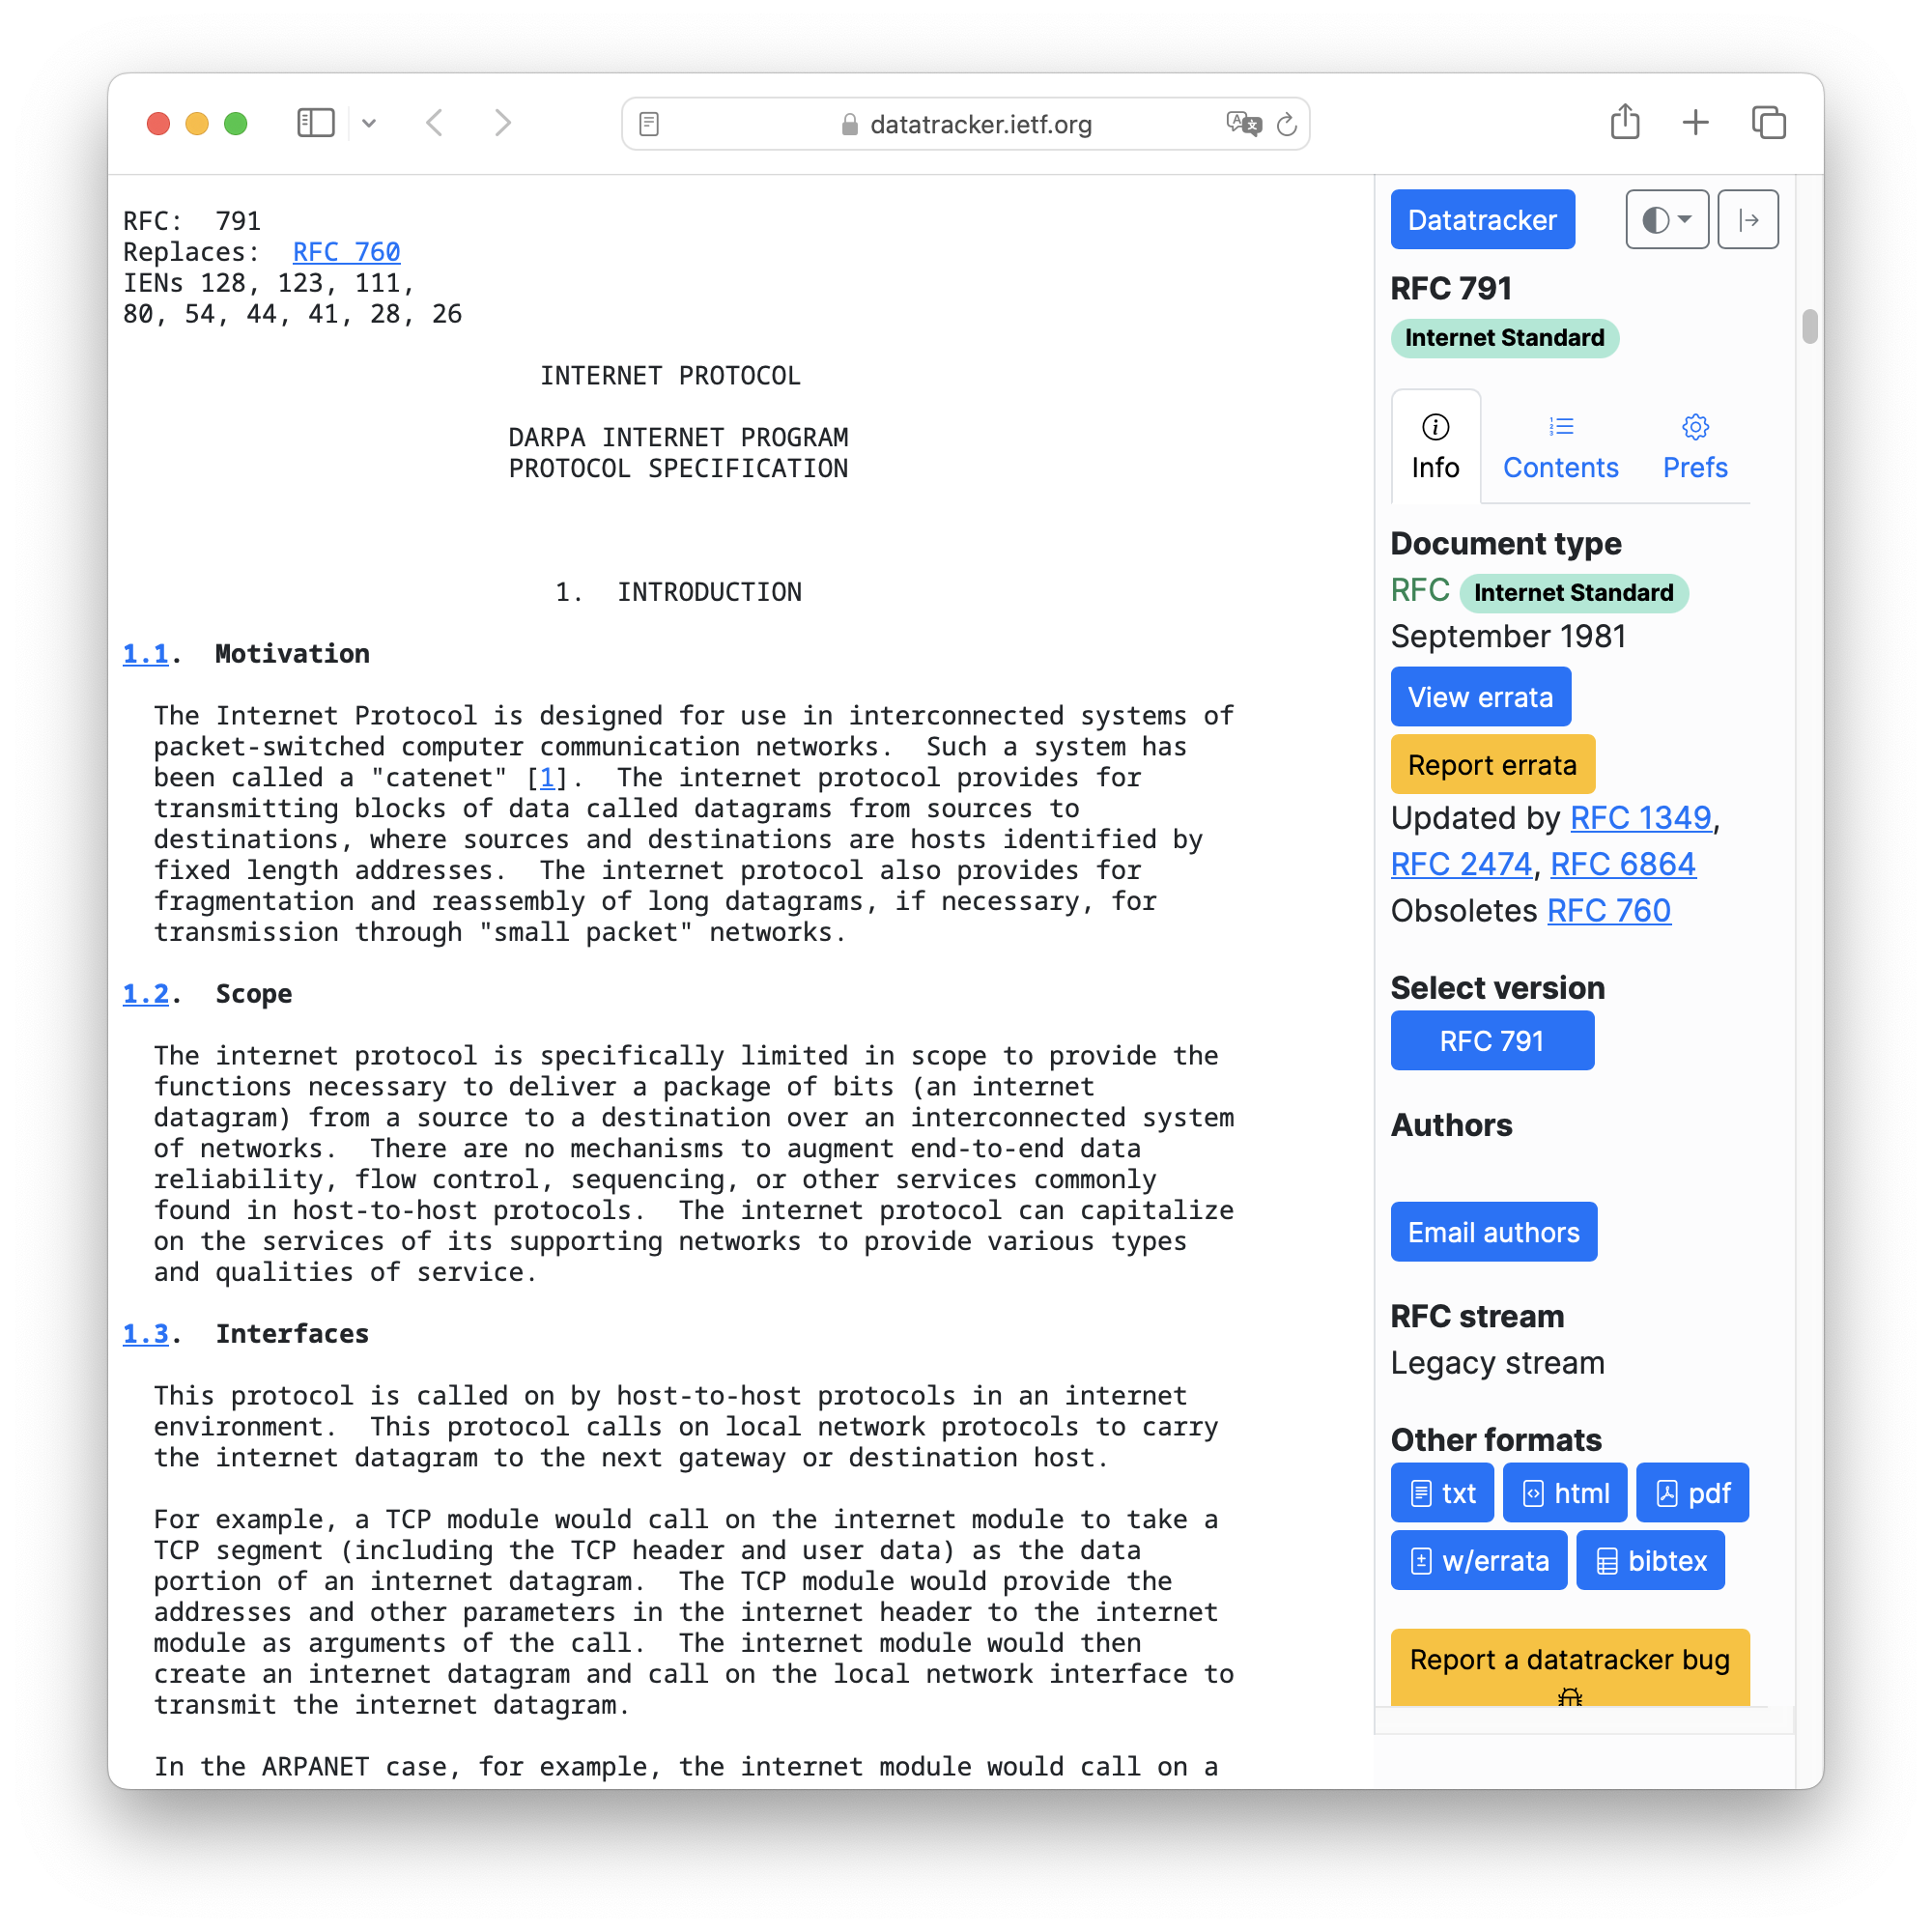 datatracker.ietf.org
RFC:  791
Replaces:  RFC 760
IENs 128, 123, 111,
80, 54, 44, 41, 28, 26
INTERNET PROTOCOL
DARPA INTERNET PROGRAM
PROTOCOL SPECIFICATION
1.  INTRODUCTION
1.1.  Motivation
The Internet Protocol is designed for use in interconnected systems of
packet-switched computer communication networks.  Such a system has
been called a "catenet" [1].  The internet protocol provides for
transmitting blocks of data called datagrams from sources to
destinations, where sources and destinations are hosts identified by
fixed length addresses.  The internet protocol also provides for
fragmentation and reassembly of long datagrams, if necessary, for
transmission through "small packet" networks.
1.2.  Scope
The internet protocol is specifically limited in scope to provide the
functions necessary to deliver a package of bits (an internet
datagram) from a source to a destination over an interconnected system
of networks.  There are no mechanisms to augment end-to-end data
reliability, flow control, sequencing, or other services commonly
found in host-to-host protocols.  The internet protocol can capitalize
on the services of its supporting networks to provide various types
and qualities of service.
1.3.  Interfaces
This protocol is called on by host-to-host protocols in an internet
environment.  This protocol calls on local network protocols to carry
the internet datagram to the next gateway or destination host.
For example, a TCP module would call on the internet module to take a
TCP segment (including the TCP header and user data) as the data
portion of an internet datagram.  The TCP module would provide the
addresses and other parameters in the internet header to the internet
module as arguments of the call.  The internet module would then
create an internet datagram and call on the local network interface to
transmit the internet datagram.
In the ARPANET case, for example, the internet module would call on a
Datatracker
RFC 791
Internet Standard
Info
Contents
Prefs
Document type
RFC Internet Standard
September 1981
View errata
Report errata
Updated by RFC 1349,
RFC 2474, RFC 6864
Obsoletes RFC 760
Select version
RFC 791
Authors
Email authors
RFC stream
Legacy stream
Other formats
txt html pdf
w/errata bibtex
Report a datatracker bug